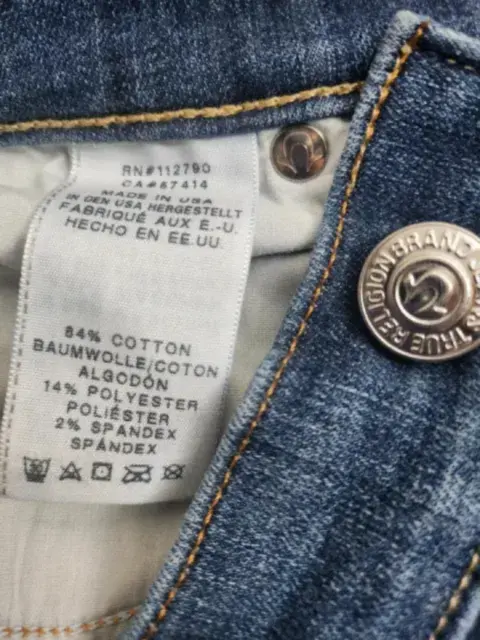 RN#112790
CA#57414
MADE IN USA
IN DEN USA HERGESTELLT
FABRIQUÉ AUX É.-U.
HECHO EN EE.UU.
84% COTTON
BAUMWOLLE/COTON
ALGODÓN
14% POLYESTER
POLIÉSTER
2% SPANDEX
SPÁNDEX
TRUE RELIGION BRAND JEANS